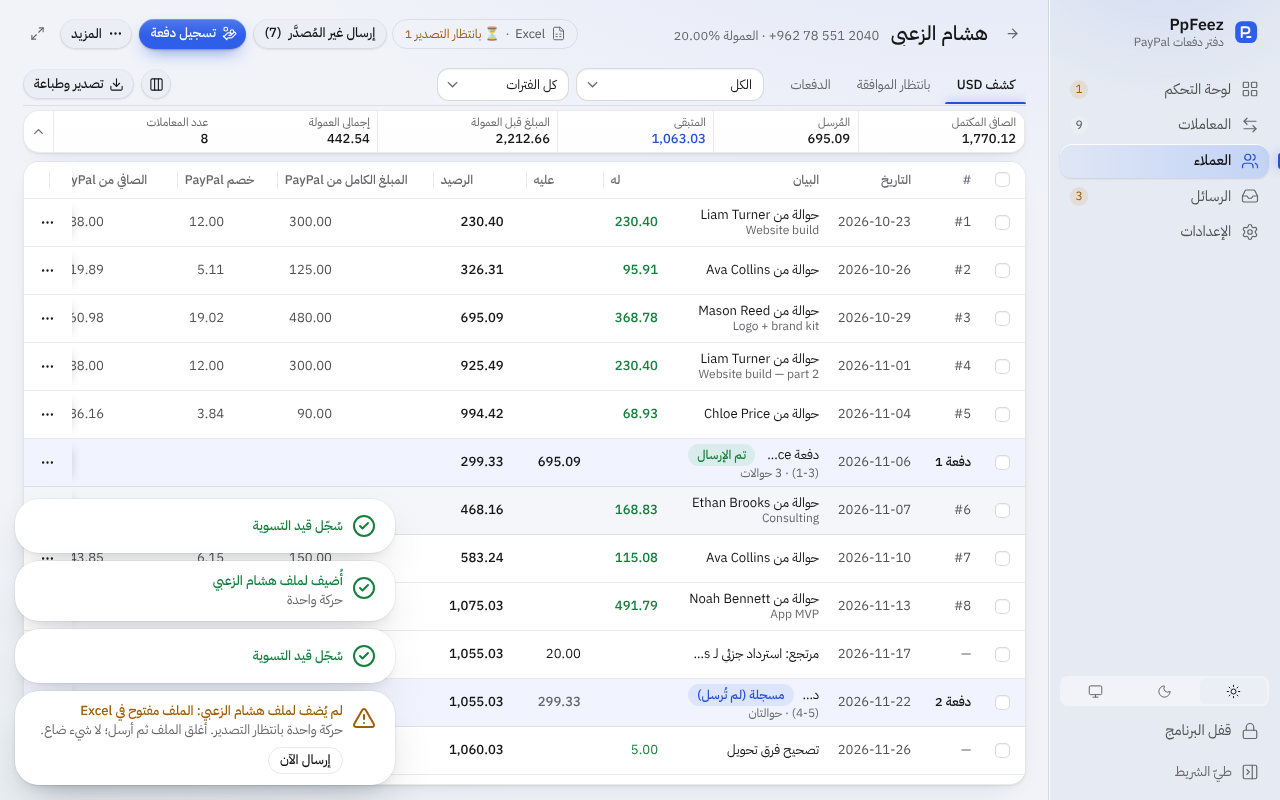 PpFeez
دفتر دفعات PayPal
لوحة التحكم 1
المعاملات 9
العملاء
الرسائل 3
الإعدادات
قفل البرنامج
طيّ الشريط
هشام الزعبي
+962 78 551 2040 · العمولة 20.00%
Excel · ⏳ بانتظار التصدير 1
إرسال غير المُصدَّر (7)
تسجيل دفعة
المزيد
كشف USD
بانتظار الموافقة
الدفعات
الكل
كل الفترات
تصدير وطباعة
الصافي المكتمل 1,770.12
المُرسل 695.09
المتبقي 1,063.03
المبلغ قبل العمولة 2,212.66
إجمالي العمولة 442.54
عدد المعاملات 8
# التاريخ البيان له عليه الرصيد المبلغ الكامل من PayPal خصم PayPal الصافي من
#1 2026-10-23 حوالة من Liam Turner 230.40 230.40 300.00 12.00
Website build
#2 2026-10-26 حوالة من Ava Collins 95.91 326.31 125.00 5.11
#3 2026-10-29 حوالة من Mason Reed 368.78 695.09 480.00 19.02
Logo + brand kit
#4 2026-11-01 حوالة من Liam Turner 230.40 925.49 300.00 12.00
Website build — part 2
#5 2026-11-04 حوالة من Chloe Price 68.93 994.42 90.00 3.84
دفعة 1 2026-11-06 دفعة ce... تم الإرسال 695.09 299.33
(1-3) · 3 حوالات
#6 2026-11-07 حوالة من Ethan Brooks 168.83 468.16
Consulting
#7 2026-11-10 حوالة من Ava Collins 115.08 583.24 150.00 6.15
#8 2026-11-13 حوالة من Noah Bennett 491.79 1,075.03
App MVP
— 2026-11-17 مرتجع: استرداد جزئي لـ s... 20.00 1,055.03
دفعة 2 2026-11-22 د... مسجلة (لم تُرسل) 299.33 1,055.03
(4-5) · حوالتان
— 2026-11-26 تصحيح فرق تحويل 5.00 1,060.03
سُجّل قيد التسوية
أُضيف لملف هشام الزعبي
حركة واحدة
سُجّل قيد التسوية
لم يُضف لملف هشام الزعبي: الملف مفتوح في Excel
حركة واحدة بانتظار التصدير. أغلق الملف ثم أرسل؛ لا شيء ضاع.
إرسال الآن